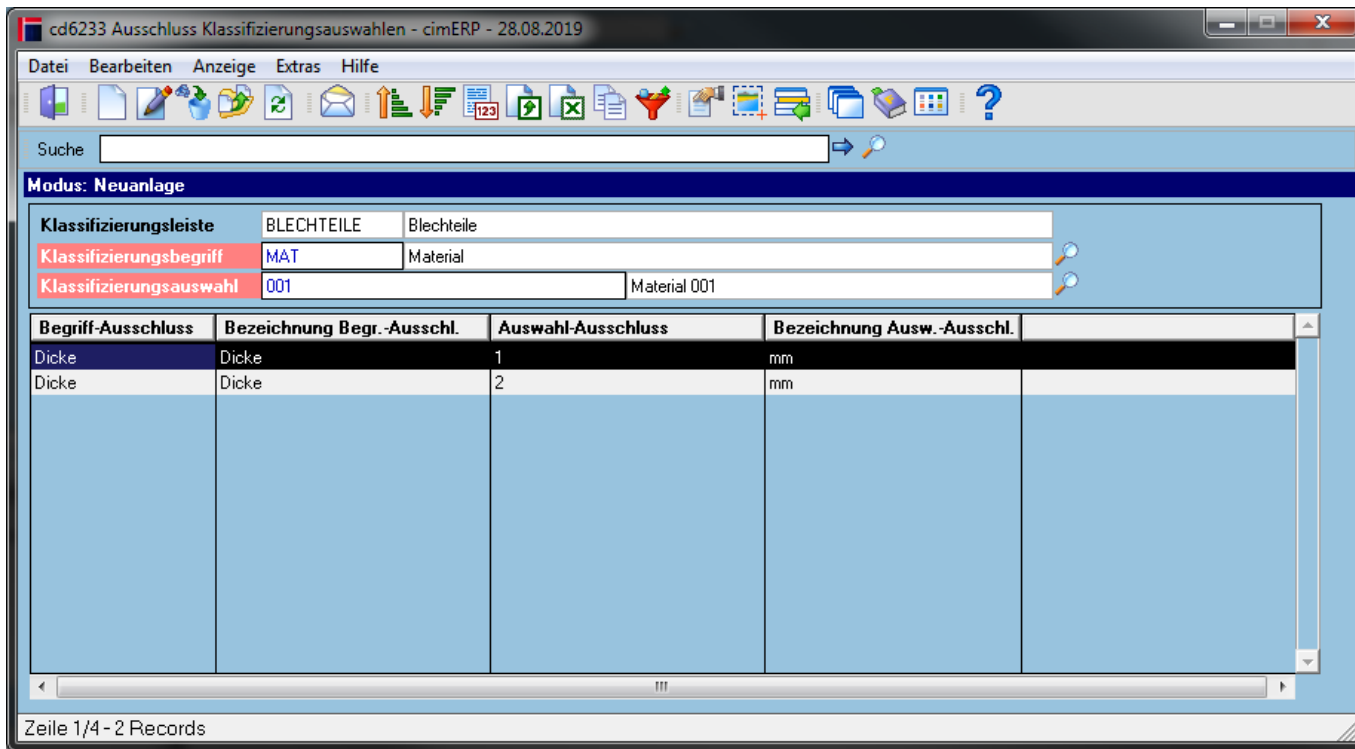 cd6233 Ausschluss Klassifizierungsauswahlen - cimERP - 28.08.2019
Datei Bearbeiten Anzeige Extras Hilfe
123
Suche
Modus: Neuanlage
Klassifizierungsleiste BLECHTEILE Blechteile
Klassifizierungsbegriff MAT Material
Klassifizierungsauswahl 001 Material 001
Begriff-Ausschluss Bezeichnung Begr.-Ausschl. Auswahl-Ausschluss Bezeichnung Ausw.-Ausschl.
Dicke Dicke 1 mm
Dicke Dicke 2 mm
Zeile 1/4 - 2 Records